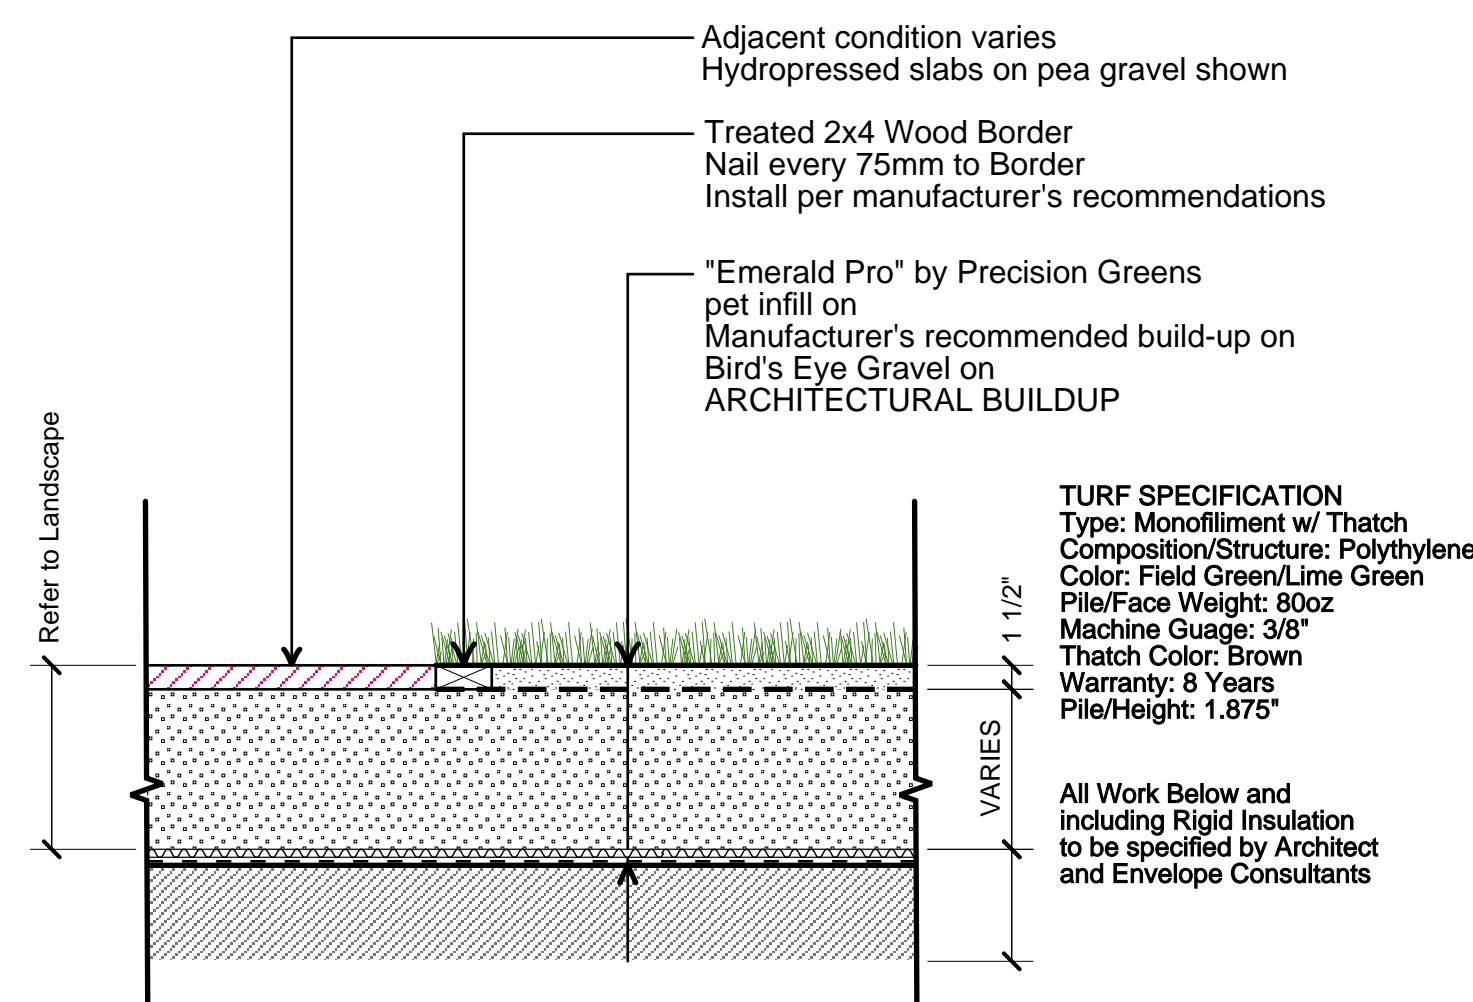 Adjacent condition varies
Hydropressed slabs on pea gravel shown
Treated 2x4 Wood Border
Nail every 75mm to Border
Install per manufacturer's recommendations
"Emerald Pro" by Precision Greens
pet infill on
Manufacturer's recommended build-up on
Bird's Eye Gravel on
ARCHITECTURAL BUILDUP
Refer to Landscape
1 1/2"
VARIES
TURF SPECIFICATION
Type: Monofiliment w/ Thatch
Composition/Structure: Polythylene
Color: Field Green/Lime Green
Pile/Face Weight: 80oz
Machine Guage: 3/8"
Thatch Color: Brown
Warranty: 8 Years
Pile/Height: 1.875"
All Work Below and
including Rigid Insulation
to be specified by Architect
and Envelope Consultants